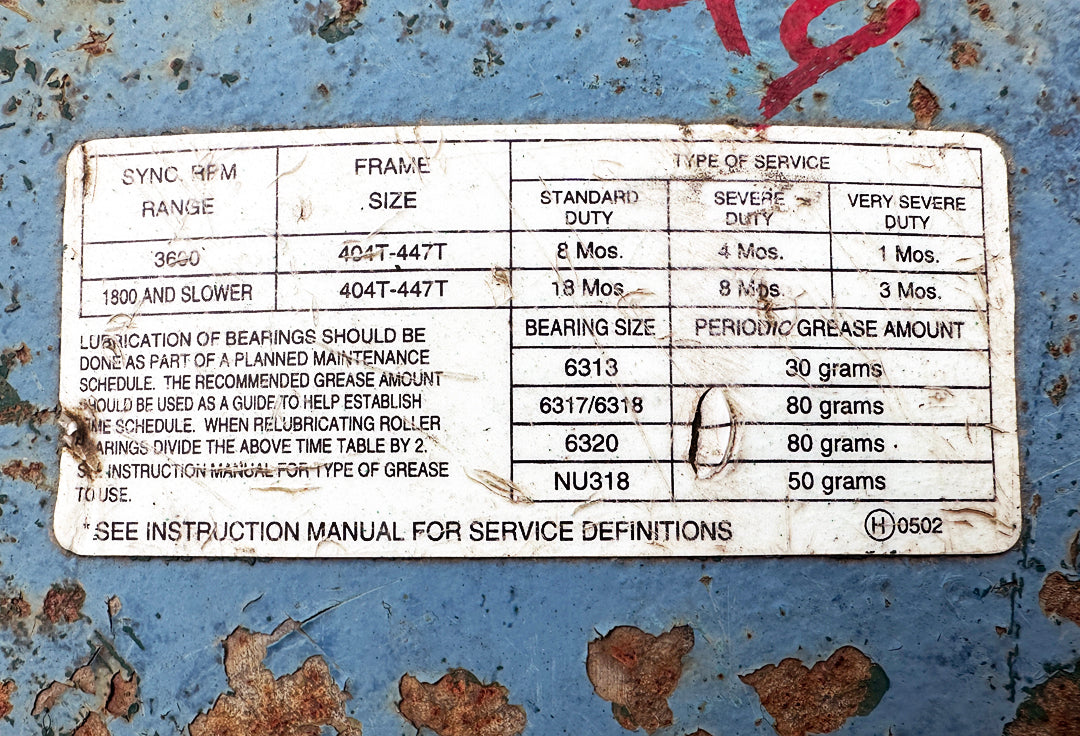 SYNC. RPM RANGE FRAME SIZE TYPE OF SERVICE
STANDARD DUTY SEVERE DUTY VERY SEVERE DUTY
3600 404T-447T 8 Mos. 4 Mos. 1 Mos.
1800 AND SLOWER 404T-447T 18 Mos. 8 Mos. 3 Mos.
BEARING SIZE PERIODIC GREASE AMOUNT
6313 30 grams
6317/6318 80 grams
6320 80 grams
NU318 50 grams
LUBRICATION OF BEARINGS SHOULD BE
DONE AS PART OF A PLANNED MAINTENANCE
SCHEDULE. THE RECOMMENDED GREASE AMOUNT
SHOULD BE USED AS A GUIDE TO HELP ESTABLISH
TIME SCHEDULE. WHEN RELUBRICATING ROLLER
BEARINGS DIVIDE THE ABOVE TIME TABLE BY 2.
SEE INSTRUCTION MANUAL FOR TYPE OF GREASE
TO USE.
*SEE INSTRUCTION MANUAL FOR SERVICE DEFINITIONS
H 0502